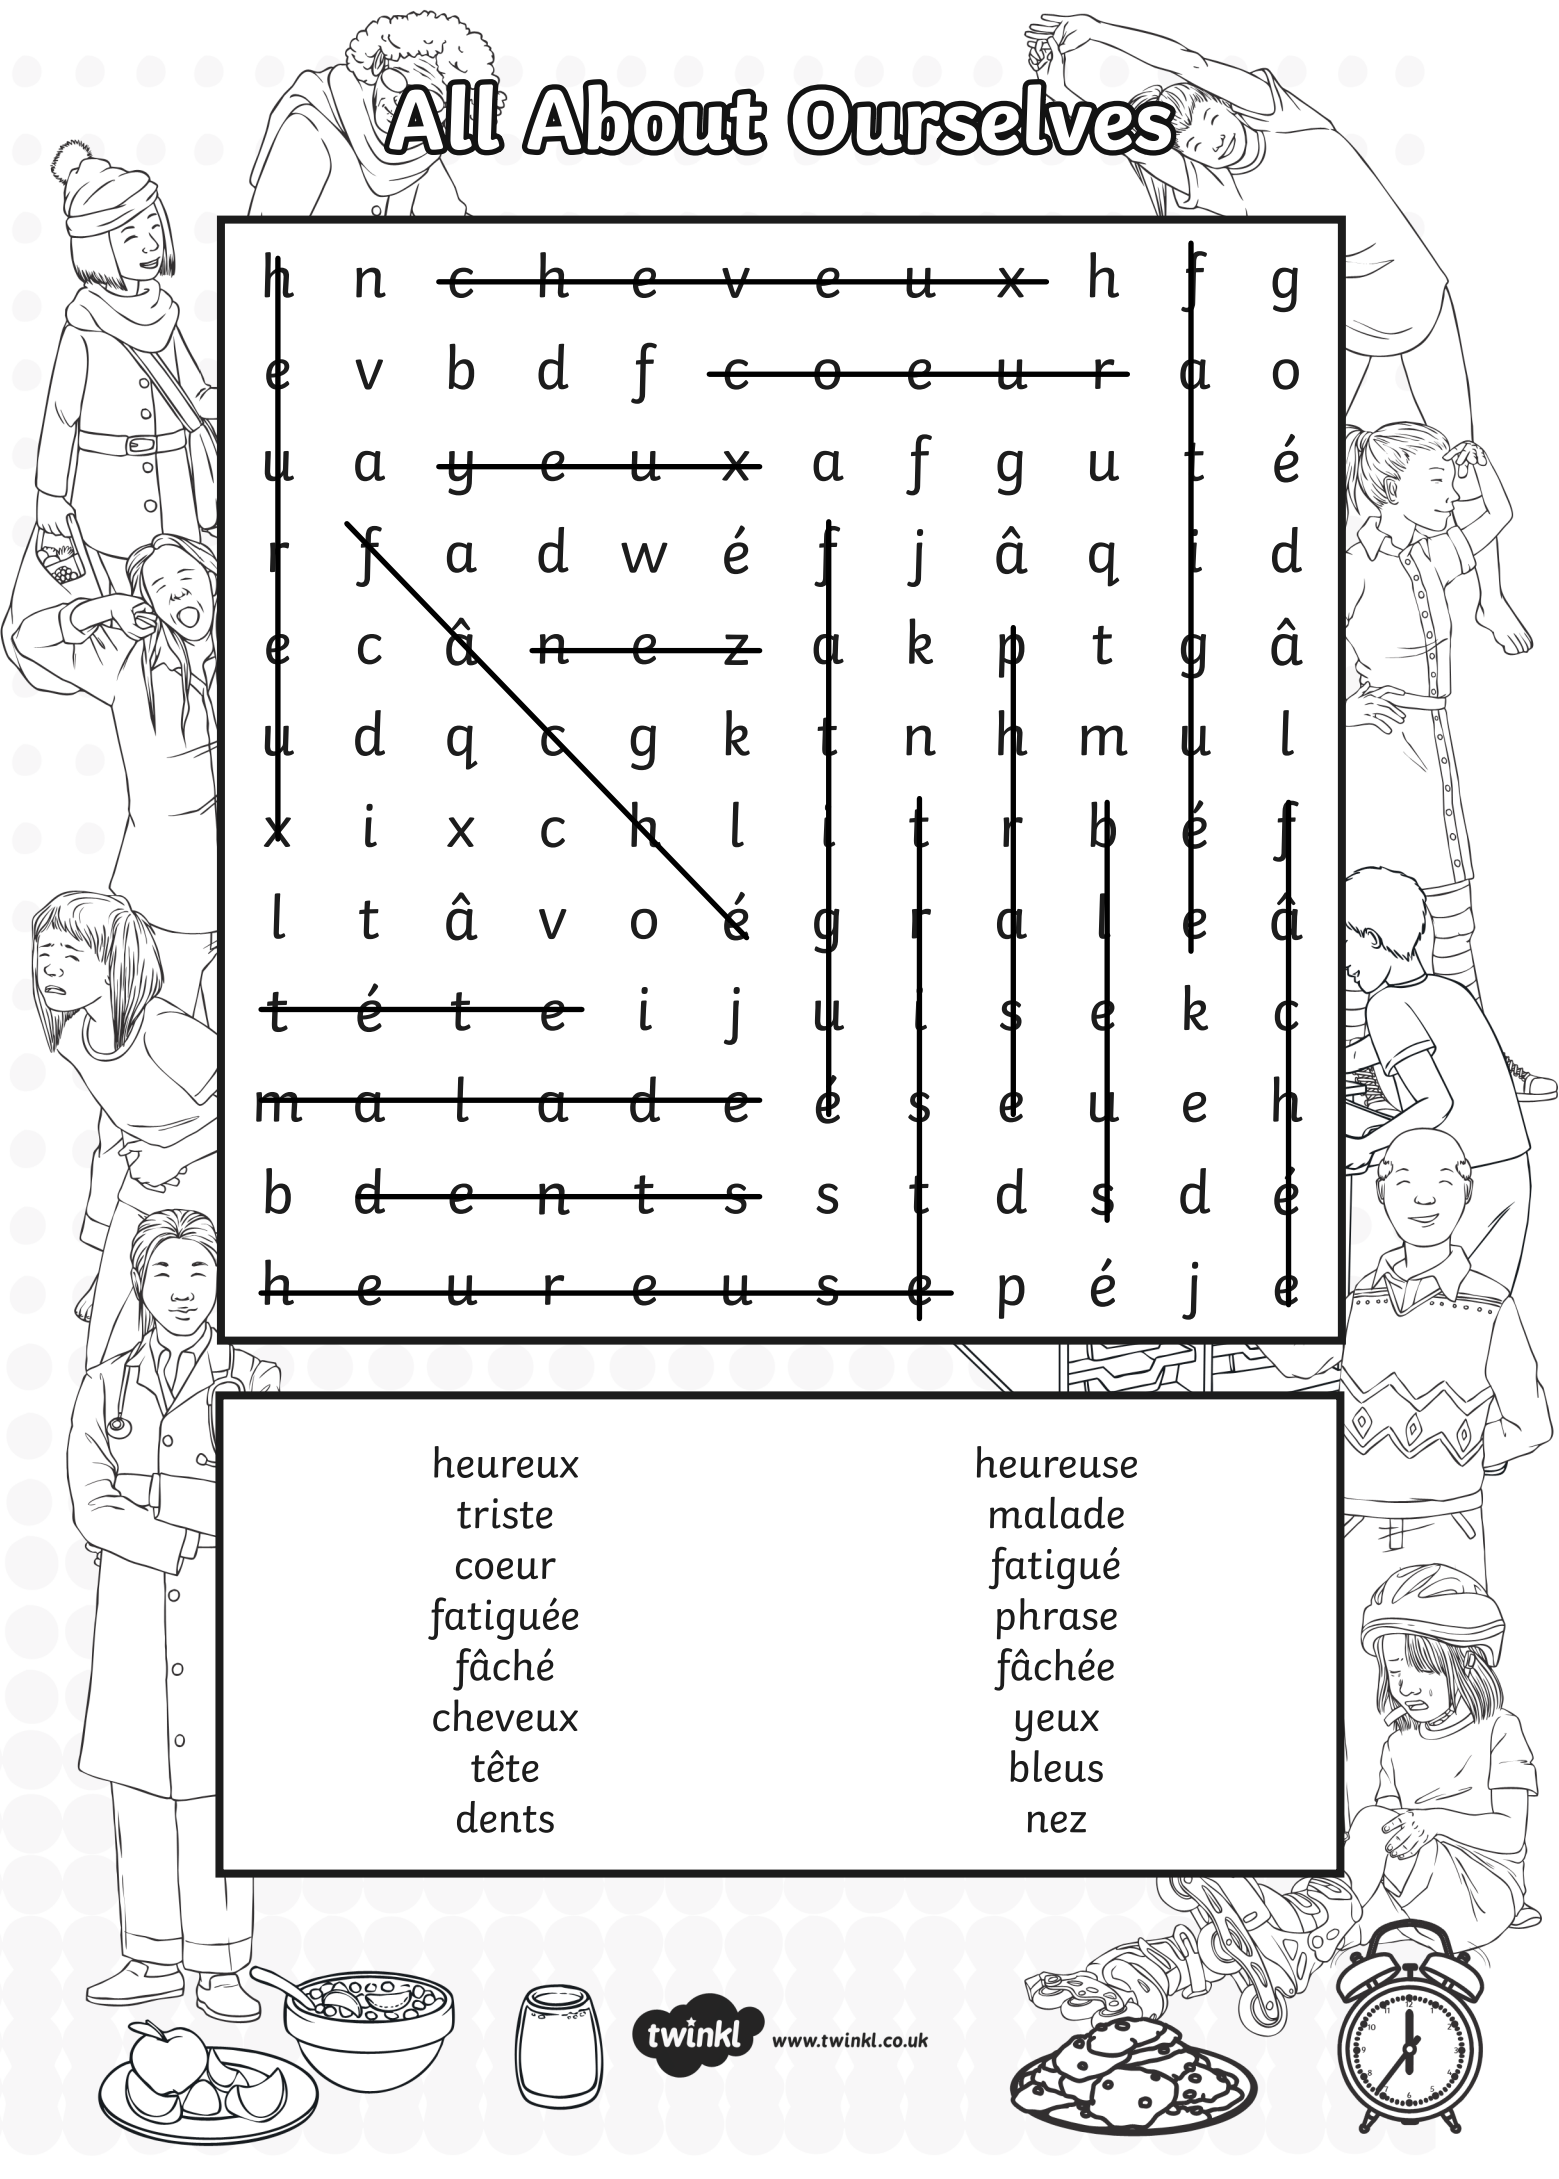 All About Ourselves
h n c h e v e u x h f g
e v b d f c o e u r a o
u a y e u x a f g u t é
r f a d w é f j â q i d
e c â n e z a k p t g â
u d q c g k t n h m u l
x i x c h l i t r b é f
l t â v o é g r a l e â
t é t e i j u i s e k c
m a l a d e é s e u e h
b d e n t s s t d s d é
h e u r e u s e p é j e
heureux heureuse
triste malade
coeur fatigué
fatiguée phrase
fâché fâchée
cheveux yeux
tête bleus
dents nez
twinkl www.twinkl.co.uk